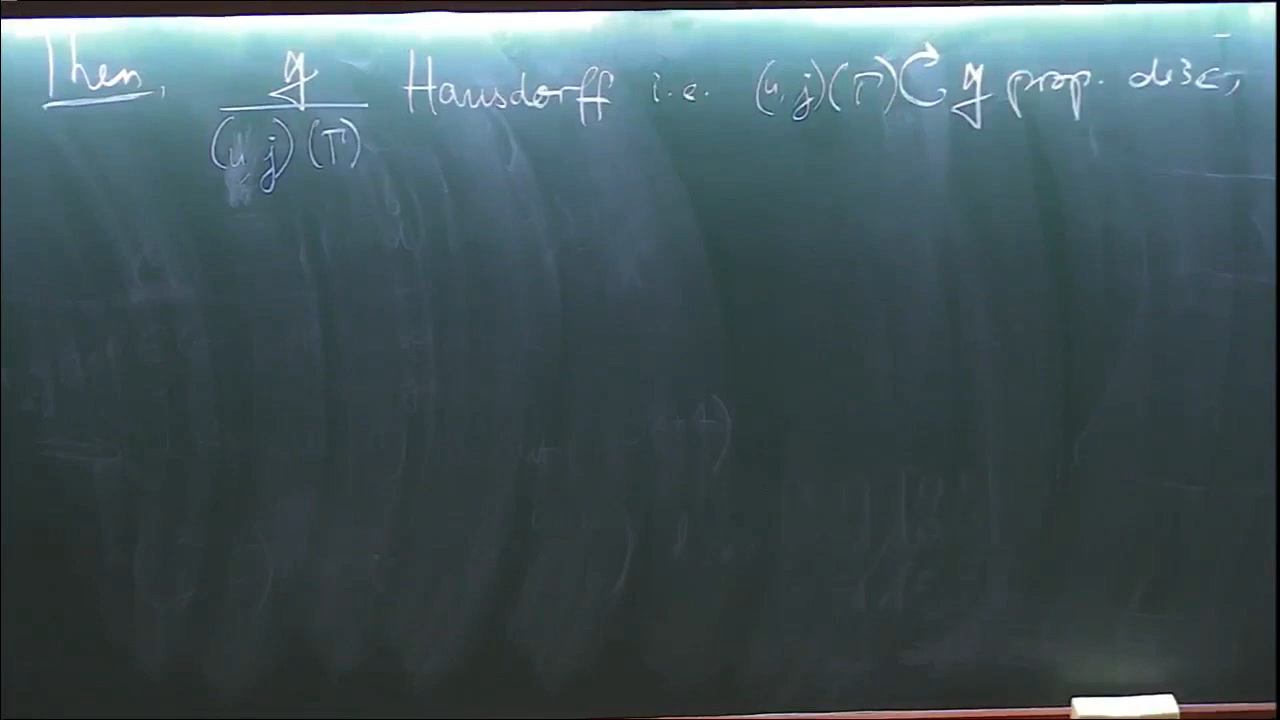 Then, 𝔤 / (u, j)(Γ) Hausdorff i.e. (u, j)(Γ) ↻ 𝔤 prop. disc,